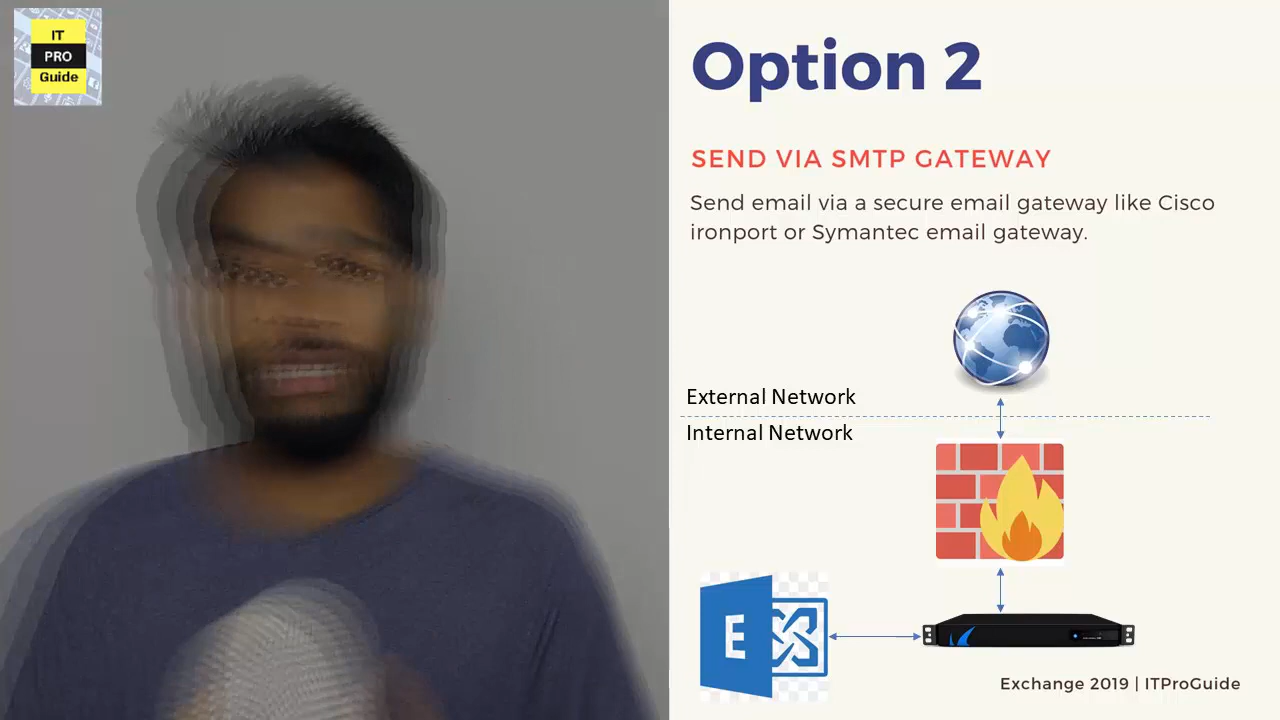 IT
PRO
Guide
Option 2
SEND VIA SMTP GATEWAY
Send email via a secure email gateway like Cisco
ironport or Symantec email gateway.
External Network
Internal Network
E
Exchange 2019 | ITProGuide